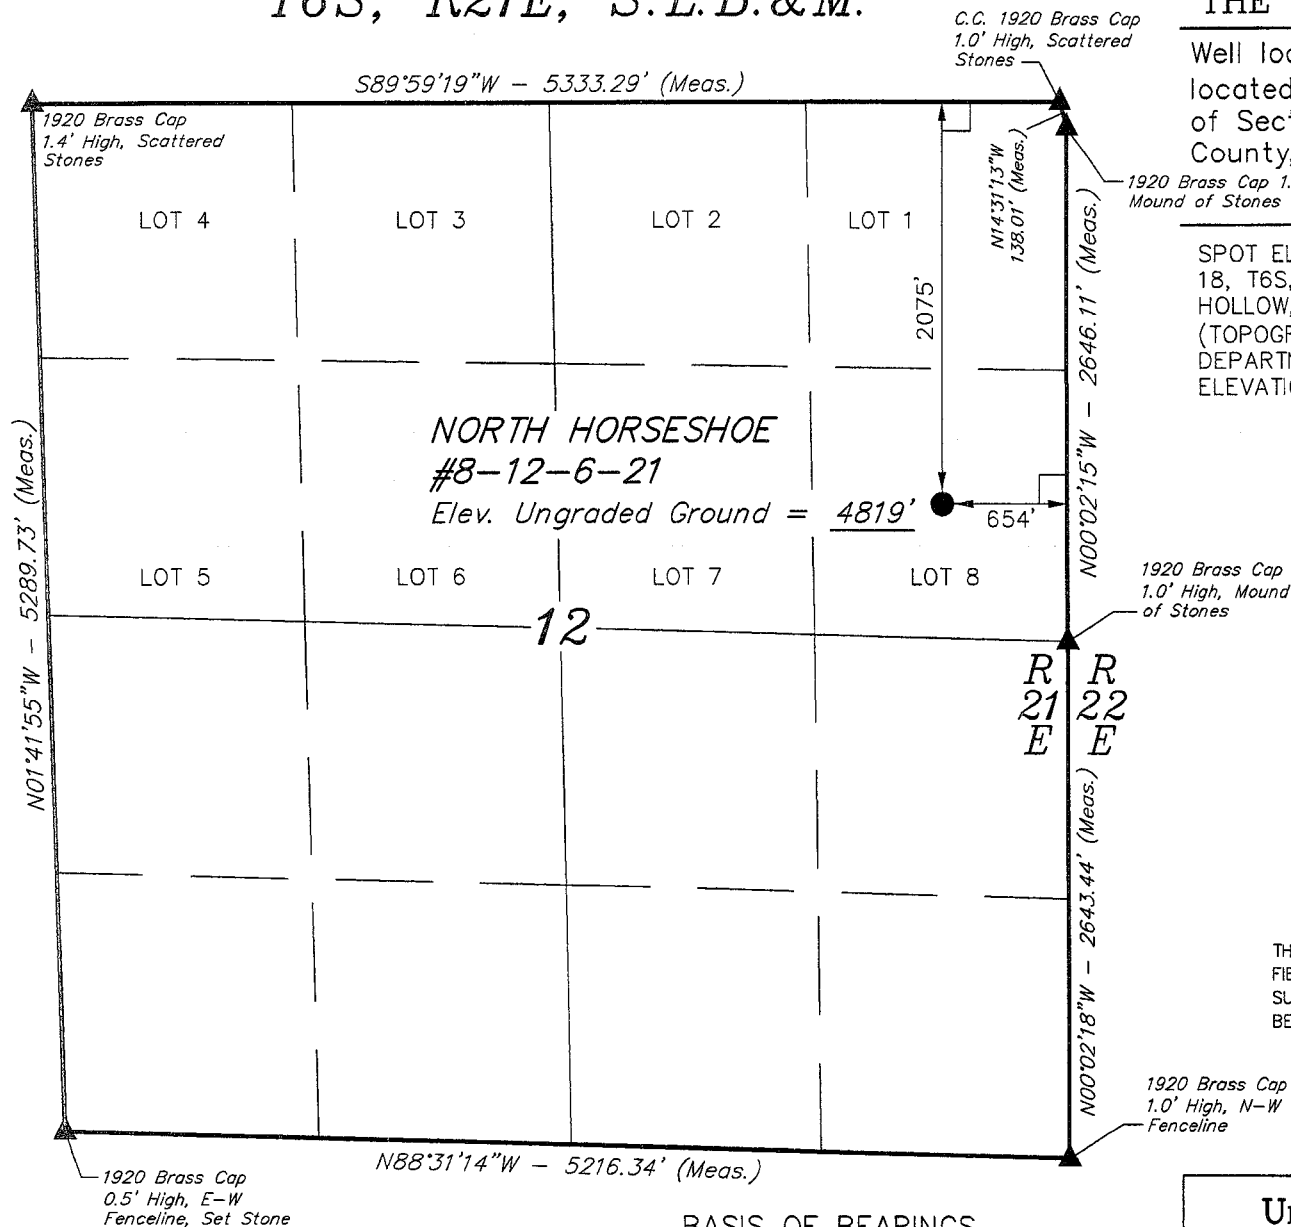 T6S, R21E, S.L.B.&M.
C.C. 1920 Brass Cap
1.0' High, Scattered
Stones
THE
Well loc
located
of Sect
County,
S89°59'19"W – 5333.29' (Meas.)
1920 Brass Cap
1.4' High, Scattered
Stones
N14°31'13"W
138.01' (Meas.)
1920 Brass Cap 1.
Mound of Stones
LOT 4
LOT 3
LOT 2
LOT 1
2075'
N00°02'15"W – 2646.11' (Meas.)
SPOT EL
18, T6S,
HOLLOW,
(TOPOGR
DEPARTM
ELEVATIO
NORTH HORSESHOE
#8–12–6–21
Elev. Ungraded Ground = 4819'
654'
N01°41'55"W – 5289.73' (Meas.)
LOT 5
LOT 6
LOT 7
LOT 8
1920 Brass Cap
1.0' High, Mound
of Stones
12
R R
21 22
E E
N00°02'18"W – 2643.44' (Meas.)
TH
FIE
SU
BE
1920 Brass Cap
1.0' High, N–W
Fenceline
N88°31'14"W – 5216.34' (Meas.)
1920 Brass Cap
0.5' High, E–W
Fenceline, Set Stone
BASIS OF BEARINGS